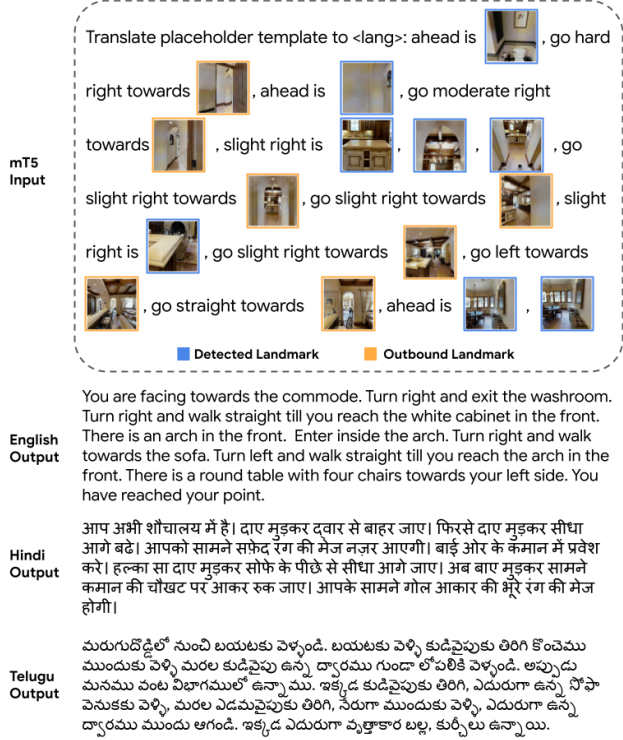 Translate placeholder template to <lang>: ahead is , go hard
right towards , ahead is , go moderate right
mT5 Input
towards , slight right is , , , go
slight right towards , go slight right towards , slight
right is , go slight right towards , go left towards
, go straight towards , ahead is ,
Detected Landmark Outbound Landmark
English Output
You are facing towards the commode. Turn right and exit the washroom.
Turn right and walk straight till you reach the white cabinet in the front.
There is an arch in the front. Enter inside the arch. Turn right and walk
towards the sofa. Turn left and walk straight till you reach the arch in the
front. There is a round table with four chairs towards your left side. You
have reached your point.
Hindi Output
आप अभी शौचालय में है। दाए मुड़कर द्वार से बाहर जाए। फिरसे दाए मुड़कर सीधा
आगे बढे। आपको सामने सफ़ेद रंग की मेज नज़र आएगी। बाई ओर के कमान में प्रवेश
करे। हल्का सा दाए मुड़कर सोफे के पीछे से सीधा आगे जाए। अब बाए मुड़कर सामने
कमान की चौखट पर आकर रुक जाए। आपके सामने गोल आकार की भूरे रंग की मेज
होगी।
Telugu Output
మరుగుదొడ్డిలో నుంచి బయటకు వెళ్ళండి. బయటకు వెళ్ళి కుడివైపుకు తిరిగి కొంచెము
ముందుకు వెళ్ళి మరల కుడివైపు ఉన్న ద్వారము గుండా లోపలికి వెళ్ళండి. అప్పుడు
మనము వంట విభాగములో ఉన్నాము. ఇక్కడ కుడివైపుకు తిరిగి, ఎదురుగా ఉన్న సోఫా
వెనుకకు వెళ్ళి, మరల ఎడమవైపుకు తిరిగి, నేరుగా ముందుకు వెళ్ళి, ఎదురుగా ఉన్న
ద్వారము ముందు ఆగండి. ఇక్కడ ఎదురుగా వృత్తాకార బల్ల, కుర్చీలు ఉన్నాయి.